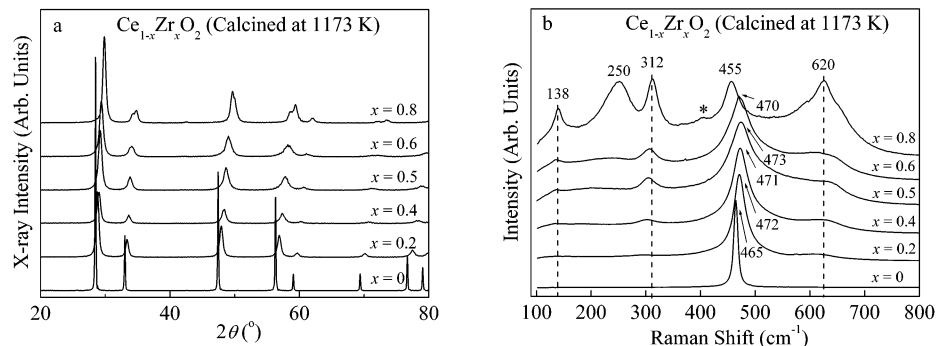 a Ce1-xZrxO2 (Calcined at 1173 K)
X-ray Intensity (Arb. Units)
x = 0.8
x = 0.6
x = 0.5
x = 0.4
x = 0.2
x = 0
20 30 40 50 60 70 80
2θ (°)
b Ce1-xZrxO2 (Calcined at 1173 K)
Intensity (Arb. Units)
138 250 312 455 620
* 470
x = 0.8
473
x = 0.6
471
x = 0.5
472
x = 0.4
465
x = 0.2
x = 0
100 200 300 400 500 600 700 800
Raman Shift (cm-1)